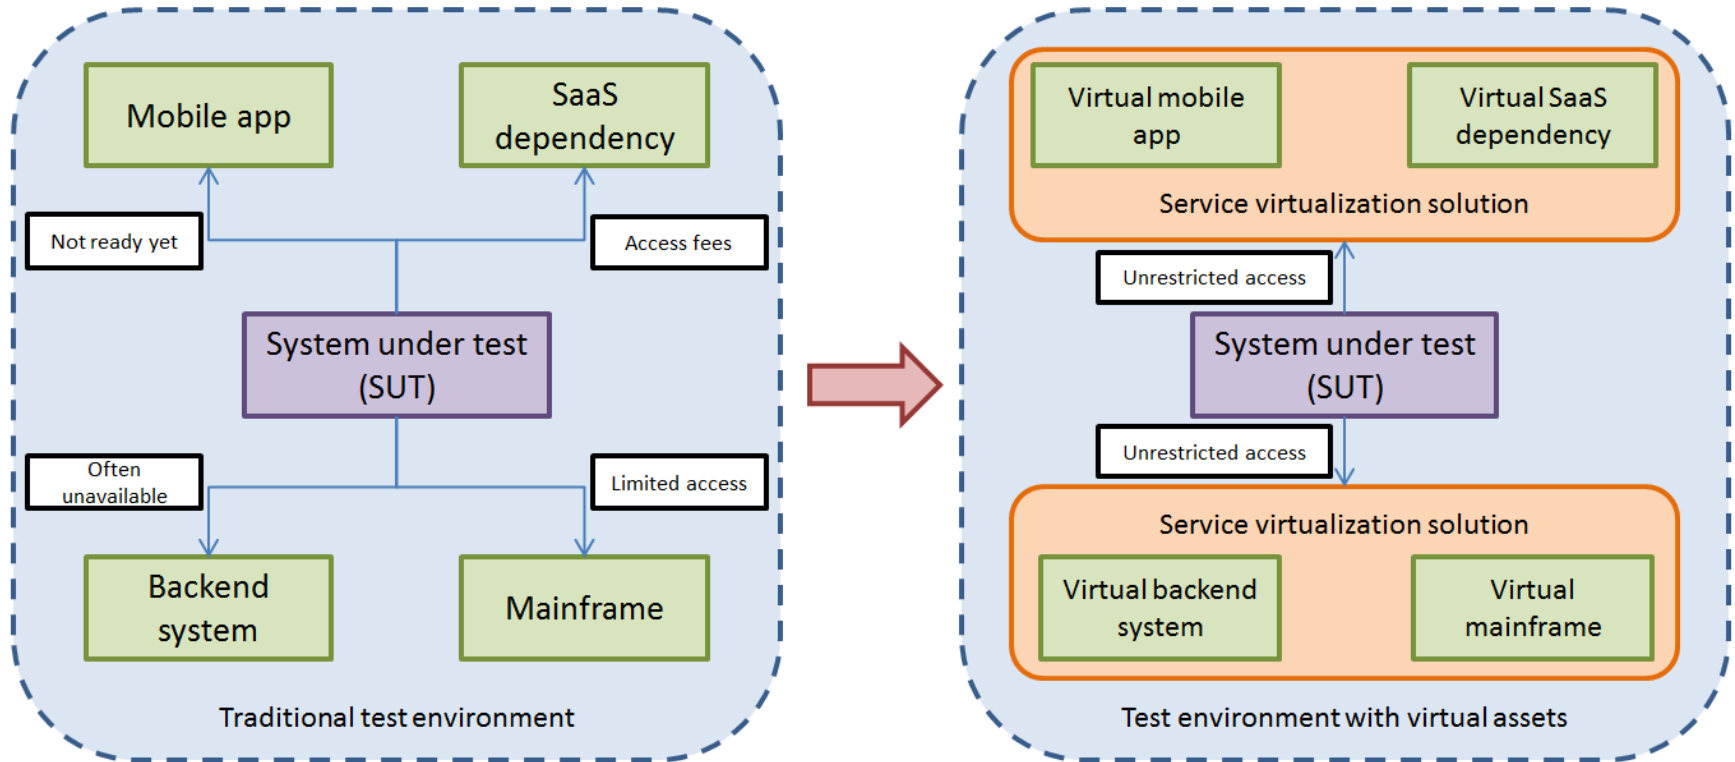 Mobile app
SaaS
dependency
Not ready yet
Access fees
System under test
(SUT)
Often
unavailable
Limited access
Backend
system
Mainframe
Traditional test environment
Virtual mobile
app
Virtual SaaS
dependency
Service virtualization solution
Unrestricted access
System under test
(SUT)
Unrestricted access
Service virtualization solution
Virtual backend
system
Virtual
mainframe
Test environment with virtual assets